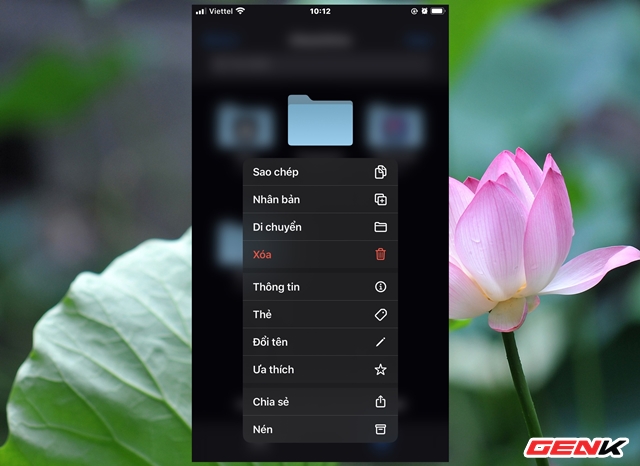 Viettel 10:12
Sao chép
Nhân bản
Di chuyển
Xóa
Thông tin
Thẻ
Đổi tên
Ưa thích
Chia sẻ
Nén
GENK